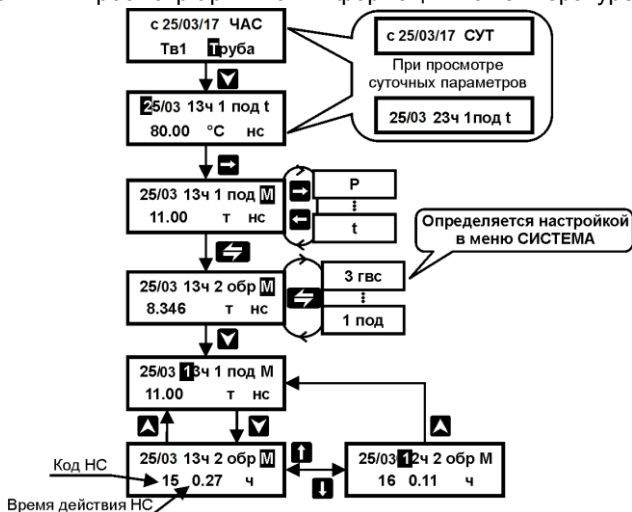 с 25/03/17 ЧАС
Тв1 Труба
с 25/03/17 СУТ
При просмотре
суточных параметров
25/03 23ч 1под t
25/03 13ч 1 под t
80.00 °С нс
25/03 13ч 1 под М
11.00 т нс
Р
t
Определяется настройкой
в меню СИСТЕМА
25/03 13ч 2 обр М
8.346 т нс
3 гвс
1 под
25/03 13ч 1 под М
11.00 т нс
25/03 13ч 2 обр М
15 0.27 ч
25/03 12ч 2 обр М
16 0.11 ч
Код НС
Время действия НС